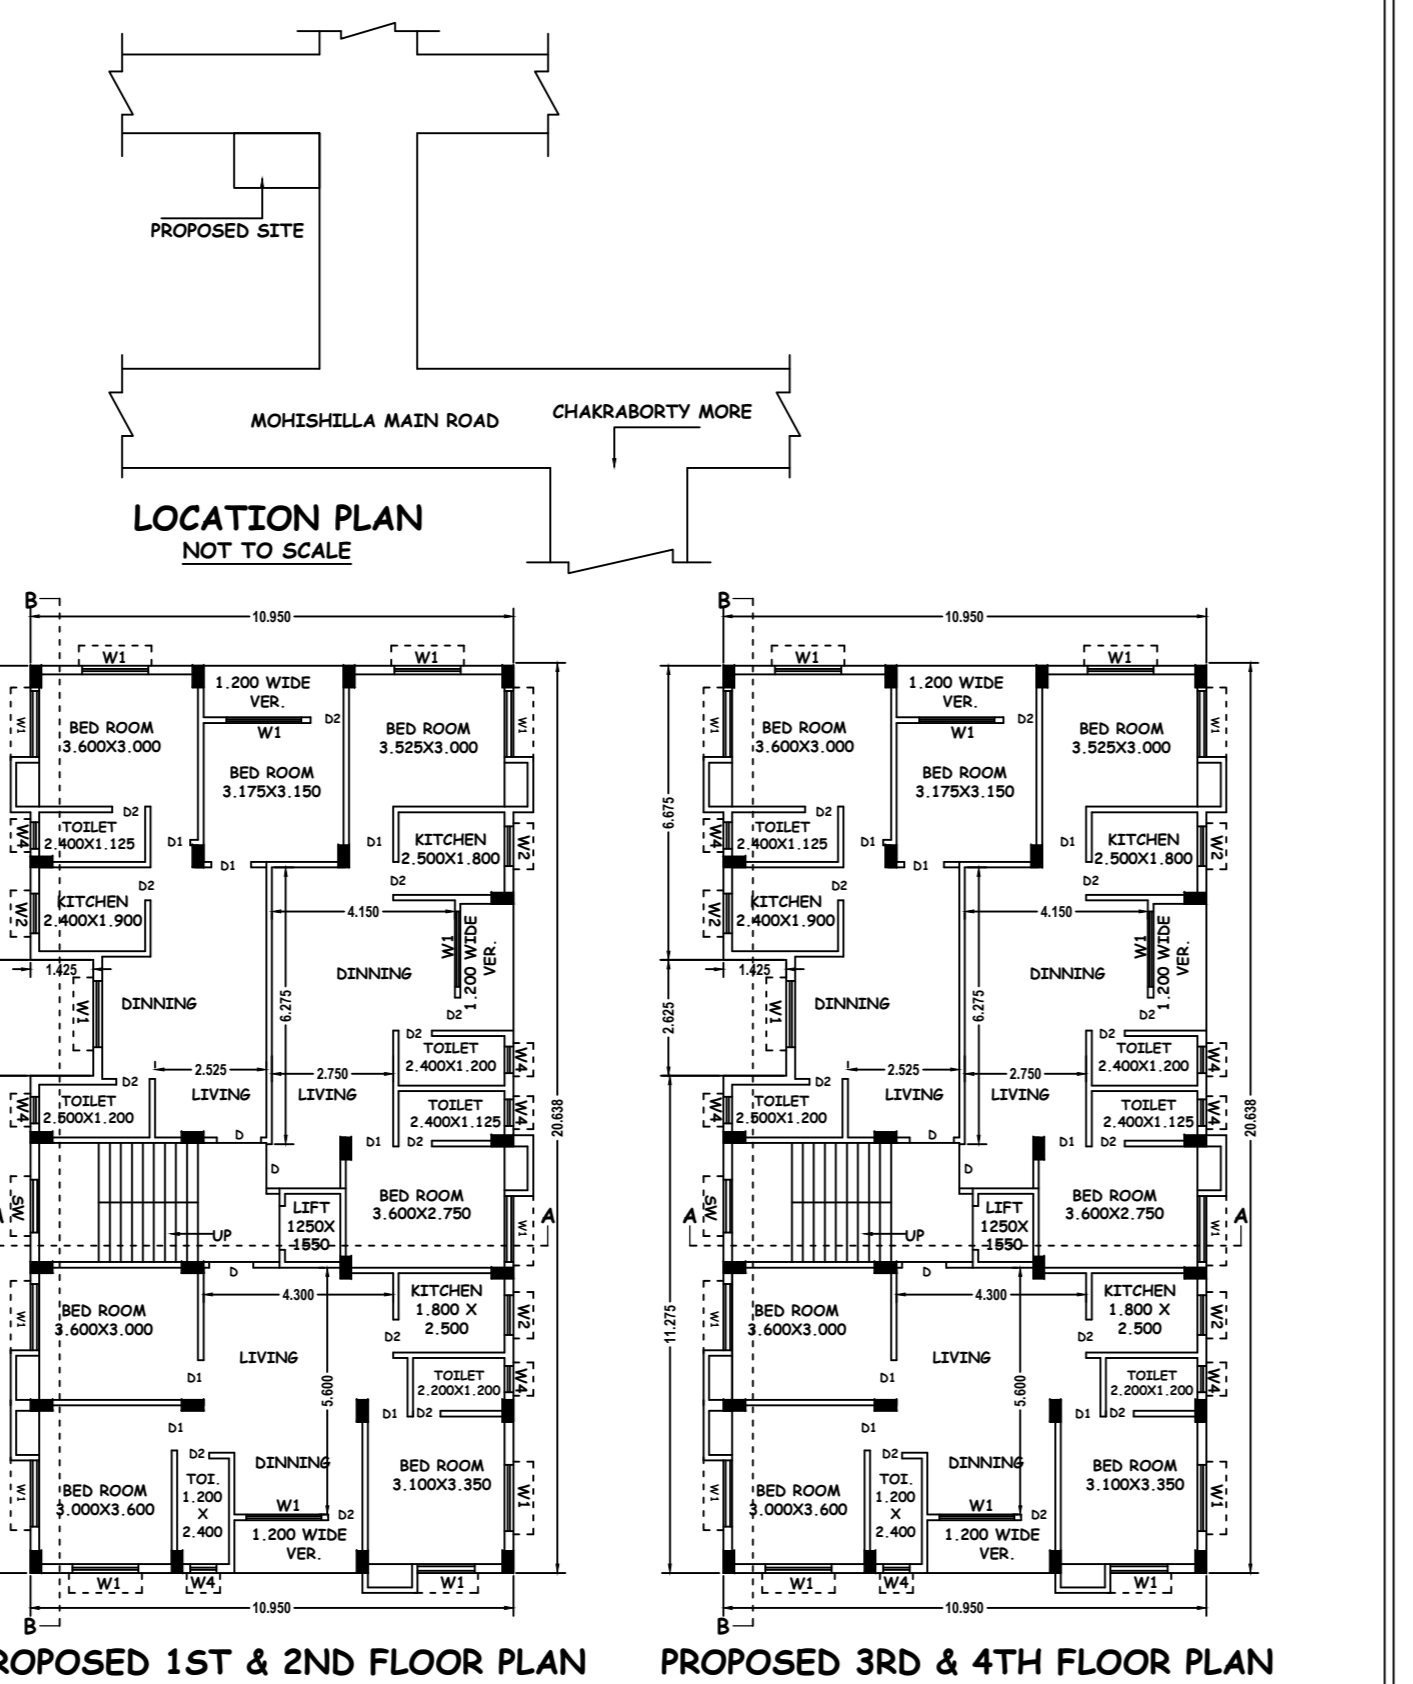 PROPOSED SITE
MOHISHILLA MAIN ROAD
CHAKRABORTY MORE
LOCATION PLAN
NOT TO SCALE
B
10.950
W1
W1
1.200 WIDE
VER.
D2
W1
W1
W1
BED ROOM
3.600X3.000
BED ROOM
3.525X3.000
BED ROOM
3.175X3.150
D2
TOILET
2.400X1.125
W4
D1
D1
D1
KITCHEN
2.500X1.800
W2
D2
D2
KITCHEN
2.400X1.900
W2
4.150
W1
1.200 WIDE
VER.
1.425
DINNING
W1
DINNING
6.275
D2
D2
TOILET
2.400X1.200
W4
2.525
2.750
D2
LIVING
LIVING
TOILET
2.500X1.200
W4
TOILET
2.400X1.125
W4
20.638
D
D1
D2
D
BED ROOM
3.600X2.750
SW
LIFT
1250X
1550
W1
A
UP
D
4.300
KITCHEN
1.800 X
2.500
W2
BED ROOM
3.600X3.000
W1
D2
LIVING
D1
TOILET
2.200X1.200
W4
5.600
D1
D2
D1
D2
DINNING
BED ROOM
3.100X3.350
TOI.
1.200
X
2.400
BED ROOM
3.000X3.600
W1
W1
W1
D2
1.200 WIDE
VER.
W1
W4
W1
10.950
B
ROPOSED 1ST & 2ND FLOOR PLAN
B
10.950
W1
W1
1.200 WIDE
VER.
D2
W1
W1
W1
BED ROOM
3.600X3.000
BED ROOM
3.525X3.000
BED ROOM
3.175X3.150
6.675
D2
TOILET
2.400X1.125
W4
D1
D1
D1
KITCHEN
2.500X1.800
W2
D2
D2
KITCHEN
2.400X1.900
W2
4.150
W1
1.200 WIDE
VER.
1.425
DINNING
W1
DINNING
2.625
6.275
D2
D2
TOILET
2.400X1.200
W4
2.525
2.750
D2
LIVING
LIVING
TOILET
2.500X1.200
W4
TOILET
2.400X1.125
W4
20.638
D
D1
D2
D
BED ROOM
3.600X2.750
SW
LIFT
1250X
1550
W1
A
A
UP
D
4.300
KITCHEN
1.800 X
2.500
W2
BED ROOM
3.600X3.000
W1
11.275
D2
LIVING
D1
TOILET
2.200X1.200
W4
5.600
D1
D2
D1
D2
DINNING
BED ROOM
3.100X3.350
TOI.
1.200
X
2.400
BED ROOM
3.000X3.600
W1
W1
W1
D2
1.200 WIDE
VER.
W1
W4
W1
10.950
B
PROPOSED 3RD & 4TH FLOOR PLAN